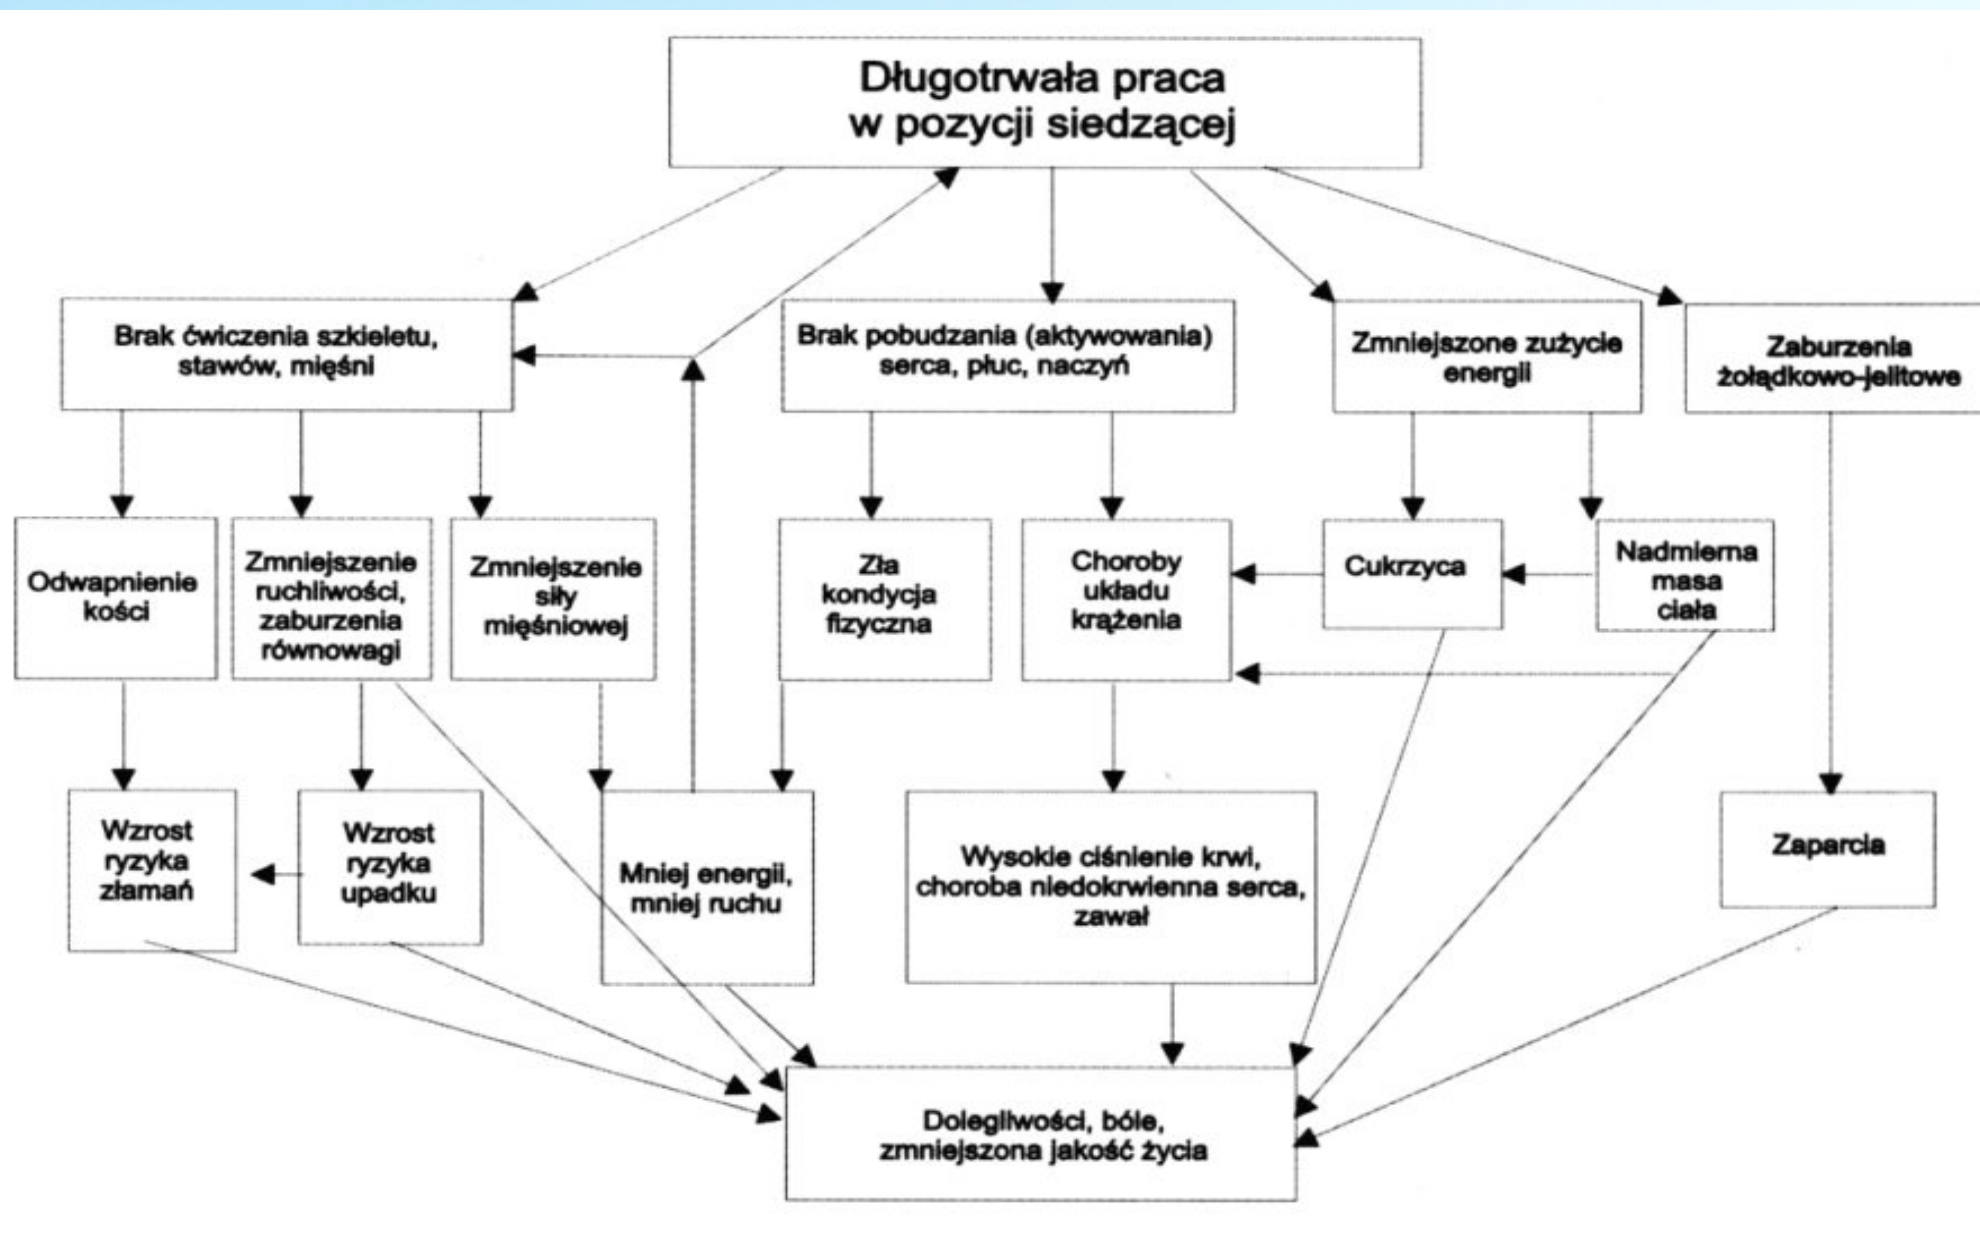 Długotrwała praca
w pozycji siedzącej
Brak ćwiczenia szkieletu,
stawów, mięśni
Brak pobudzania (aktywowania)
serca, płuc, naczyń
Zmniejszone zużycie
energii
Zaburzenia
żołądkowo-jelitowe
Odwapnienie
kości
Zmniejszenie
ruchliwości,
zaburzenia
równowagi
Zmniejszenie
siły
mięśniowej
Zła
kondycja
fizyczna
Choroby
układu
krążenia
Cukrzyca
Nadmierna
masa
ciała
Wzrost
ryzyka
złamań
Wzrost
ryzyka
upadku
Mniej energii,
mniej ruchu
Wysokie ciśnienie krwi,
choroba niedokrwienna serca,
zawał
Zaparcia
Dolegliwości, bóle,
zmniejszona jakość życia